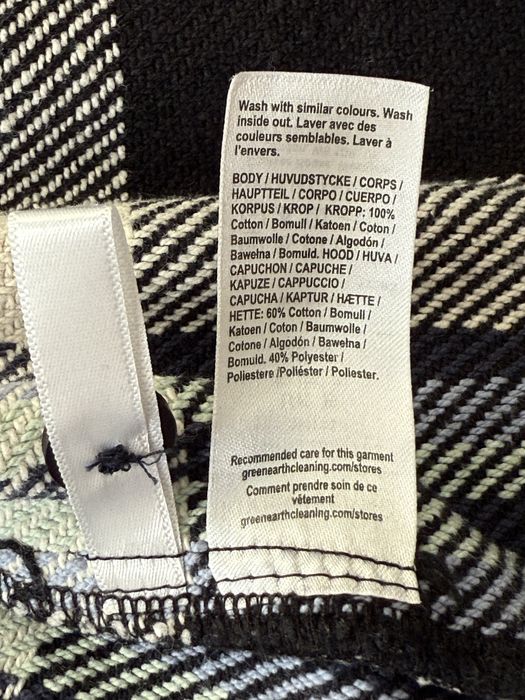 Wash with similar colours. Wash
inside out. Laver avec des
couleurs semblables. Laver à
l'envers.
BODY / HUVUDSTYCKE / CORPS /
HAUPTTEIL / CORPO / CUERPO /
KORPUS / KROP / KROPP: 100%
Cotton / Bomull / Katoen / Coton /
Baumwolle / Cotone / Algodón /
Bawełna / Bomuld. HOOD / HUVA /
CAPUCHON / CAPUCHE /
KAPUZE / CAPPUCCIO /
CAPUCHA / KAPTUR / HÆTTE /
HETTE: 60% Cotton / Bomull /
Katoen / Coton / Baumwolle /
Cotone / Algodón / Bawełna /
Bomuld. 40% Polyester /
Poliestere /Poliéster / Poliester.
Recommended care for this garment
greenearthcleaning.com/stores
Comment prendre soin de ce
vêtement
greenearthcleaning.com/stores